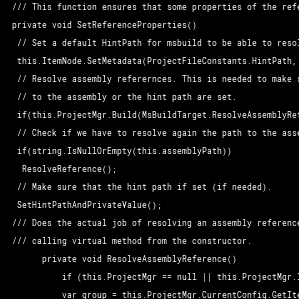 /// This function ensures that some properties of the refe
private void SetReferenceProperties()
// Set a default HintPath for msbuild to be able to resol
this.ItemNode.SetMetadata(ProjectFileConstants.HintPath,
// Resolve assembly referernces. This is needed to make s
// to the assembly or the hint path are set.
if(this.ProjectMgr.Build(MsBuildTarget.ResolveAssemblyRef
// Check if we have to resolve again the path to the asse
if(string.IsNullOrEmpty(this.assemblyPath))
ResolveReference();
// Make sure that the hint path if set (if needed).
SetHintPathAndPrivateValue();
/// Does the actual job of resolving an assembly reference
/// calling virtual method from the constructor.
private void ResolveAssemblyReference()
if (this.ProjectMgr == null || this.ProjectMgr.I
var group = this.ProjectMgr.CurrentConfig.GetIte